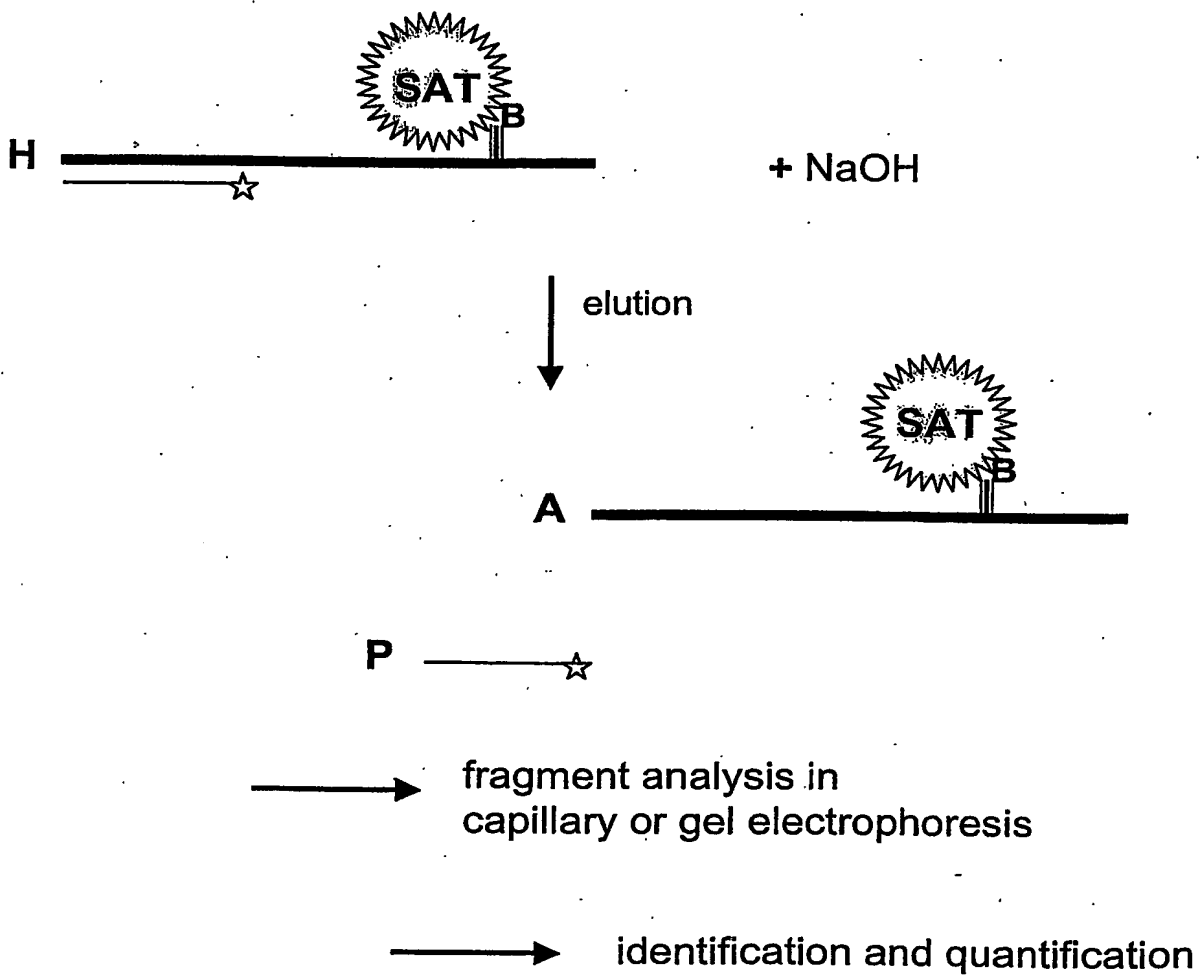 SAT
B
H
+ NaOH
elution
SAT
B
A
P
fragment analysis in
capillary or gel electrophoresis
identification and quantification